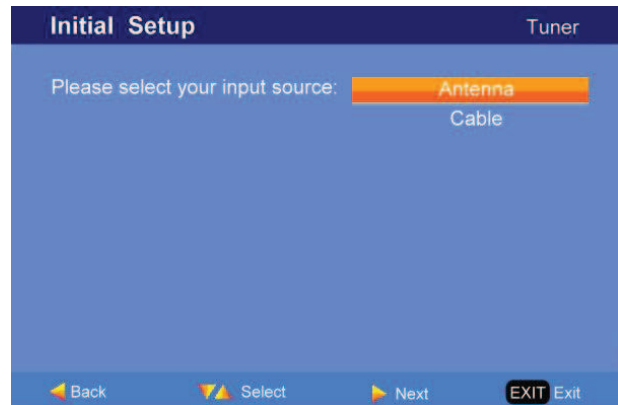 Initial Setup Tuner
Please select your input source: Antenna
Cable
Back Select Next EXIT Exit